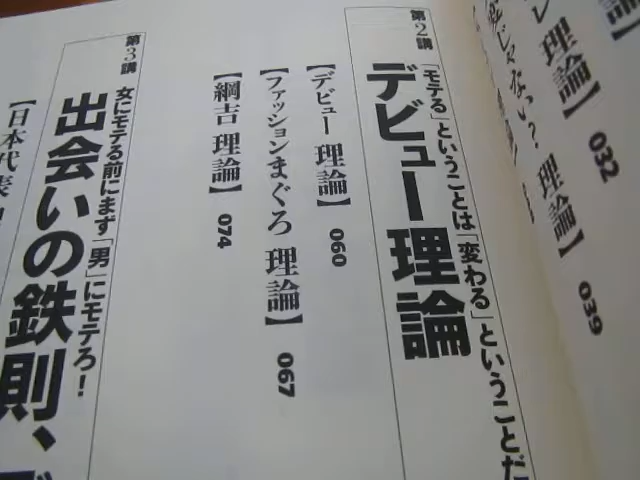 理論】
レ 理論】 032
じゃない? 理論】 039
第2講
「モテる」ということは「変わる」ということだ
デビュー理論
【デビュー 理論】 060
【ファッションまぐろ 理論】 067
【綱吉 理論】 074
第3講
女にモテる前にまず「男」にモテろ!
出会いの鉄則、
【日本代表